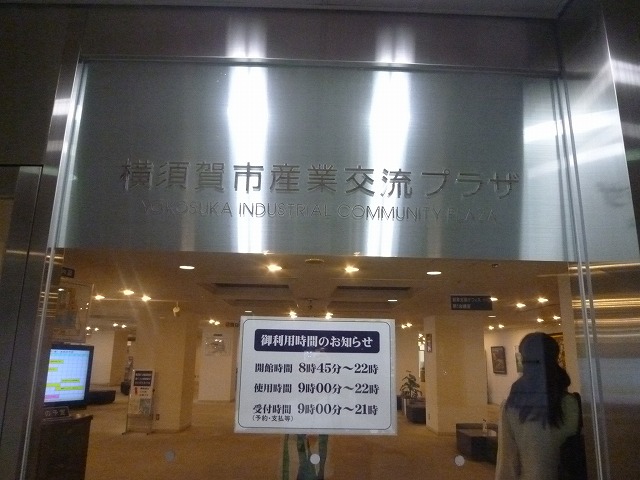 横須賀市産業交流プラザ
YOKOSUKA INDUSTRIAL COMMUNITY PLAZA
御利用時間のお知らせ
開館時間 8時45分～22時
使用時間 9時00分～22時
受付時間 9時00分～21時
(予約・支払等)